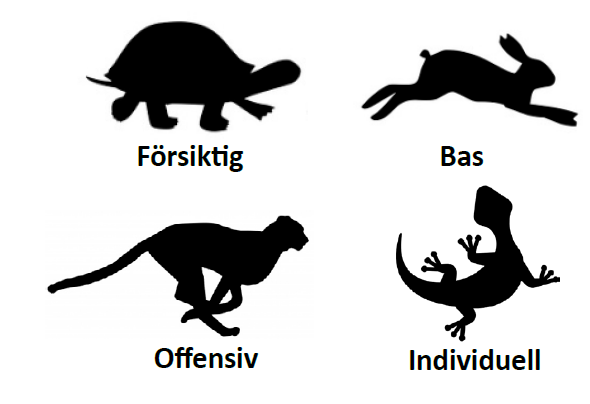 Försiktig
Bas
Offensiv
Individuell